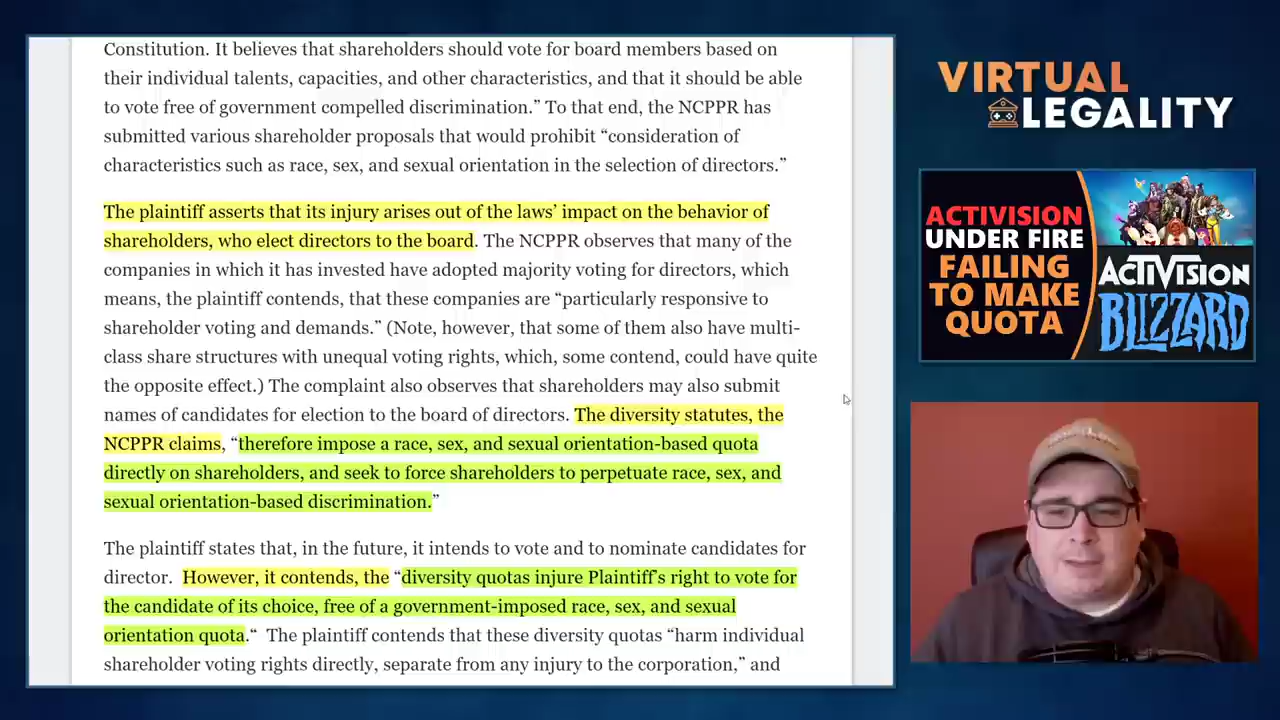 Constitution. It believes that shareholders should vote for board members based on
their individual talents, capacities, and other characteristics, and that it should be able
to vote free of government compelled discrimination.” To that end, the NCPPR has
submitted various shareholder proposals that would prohibit “consideration of
characteristics such as race, sex, and sexual orientation in the selection of directors.”
The plaintiff asserts that its injury arises out of the laws’ impact on the behavior of
shareholders, who elect directors to the board. The NCPPR observes that many of the
companies in which it has invested have adopted majority voting for directors, which
means, the plaintiff contends, that these companies are “particularly responsive to
shareholder voting and demands.” (Note, however, that some of them also have multi-
class share structures with unequal voting rights, which, some contend, could have quite
the opposite effect.) The complaint also observes that shareholders may also submit
names of candidates for election to the board of directors. The diversity statutes, the
NCPPR claims, “therefore impose a race, sex, and sexual orientation-based quota
directly on shareholders, and seek to force shareholders to perpetuate race, sex, and
sexual orientation-based discrimination.”
The plaintiff states that, in the future, it intends to vote and to nominate candidates for
director. However, it contends, the “diversity quotas injure Plaintiff’s right to vote for
the candidate of its choice, free of a government-imposed race, sex, and sexual
orientation quota.“ The plaintiff contends that these diversity quotas “harm individual
shareholder voting rights directly, separate from any injury to the corporation,” and
VIRTUAL
LEGALITY
ACTIVISION
UNDER FIRE
FAILING
TO MAKE
QUOTA
ACTIVISION
BLIZZARD